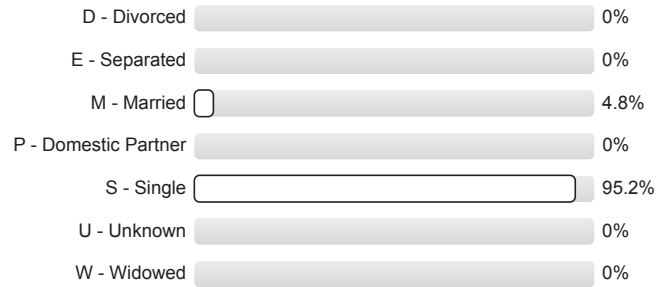 D - Divorced 0%
E - Separated 0%
M - Married 4.8%
P - Domestic Partner 0%
S - Single 95.2%
U - Unknown 0%
W - Widowed 0%